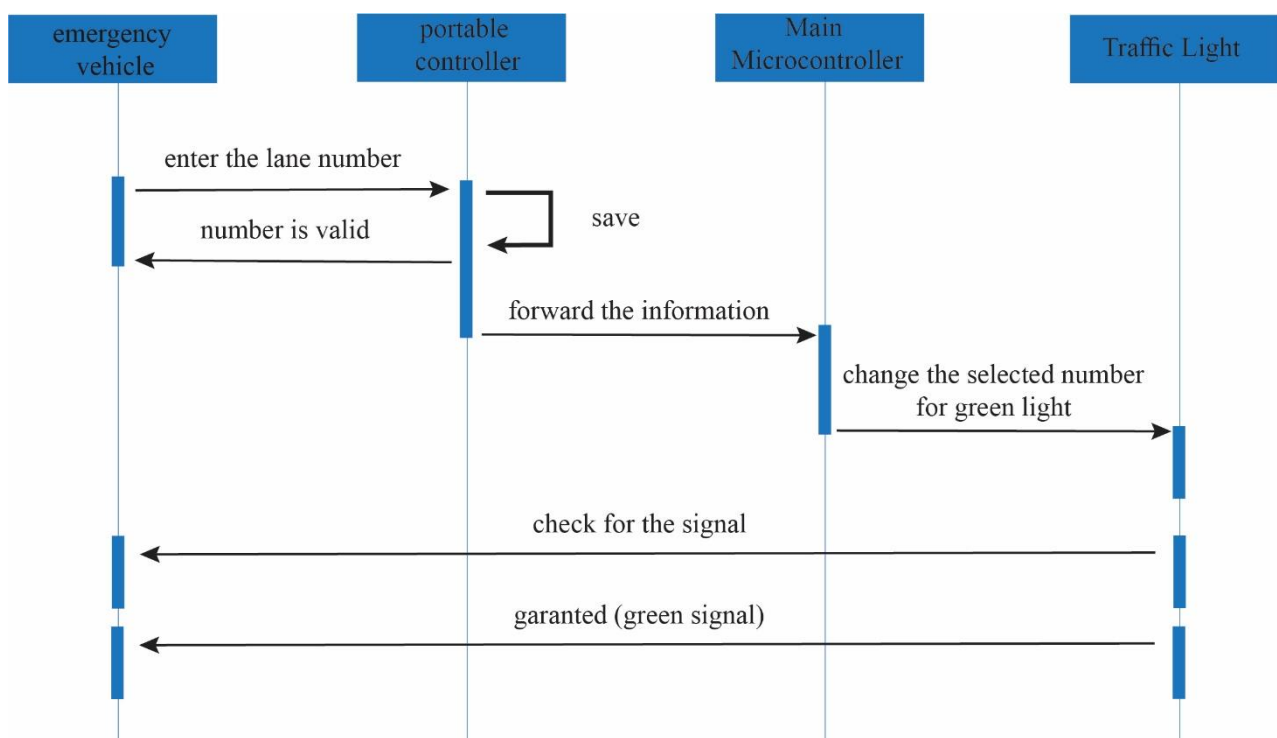 emergency
vehicle
portable
controller
Main
Microcontroller
Traffic Light
enter the lane number
save
number is valid
forward the information
change the selected number
for green light
check for the signal
garanted (green signal)